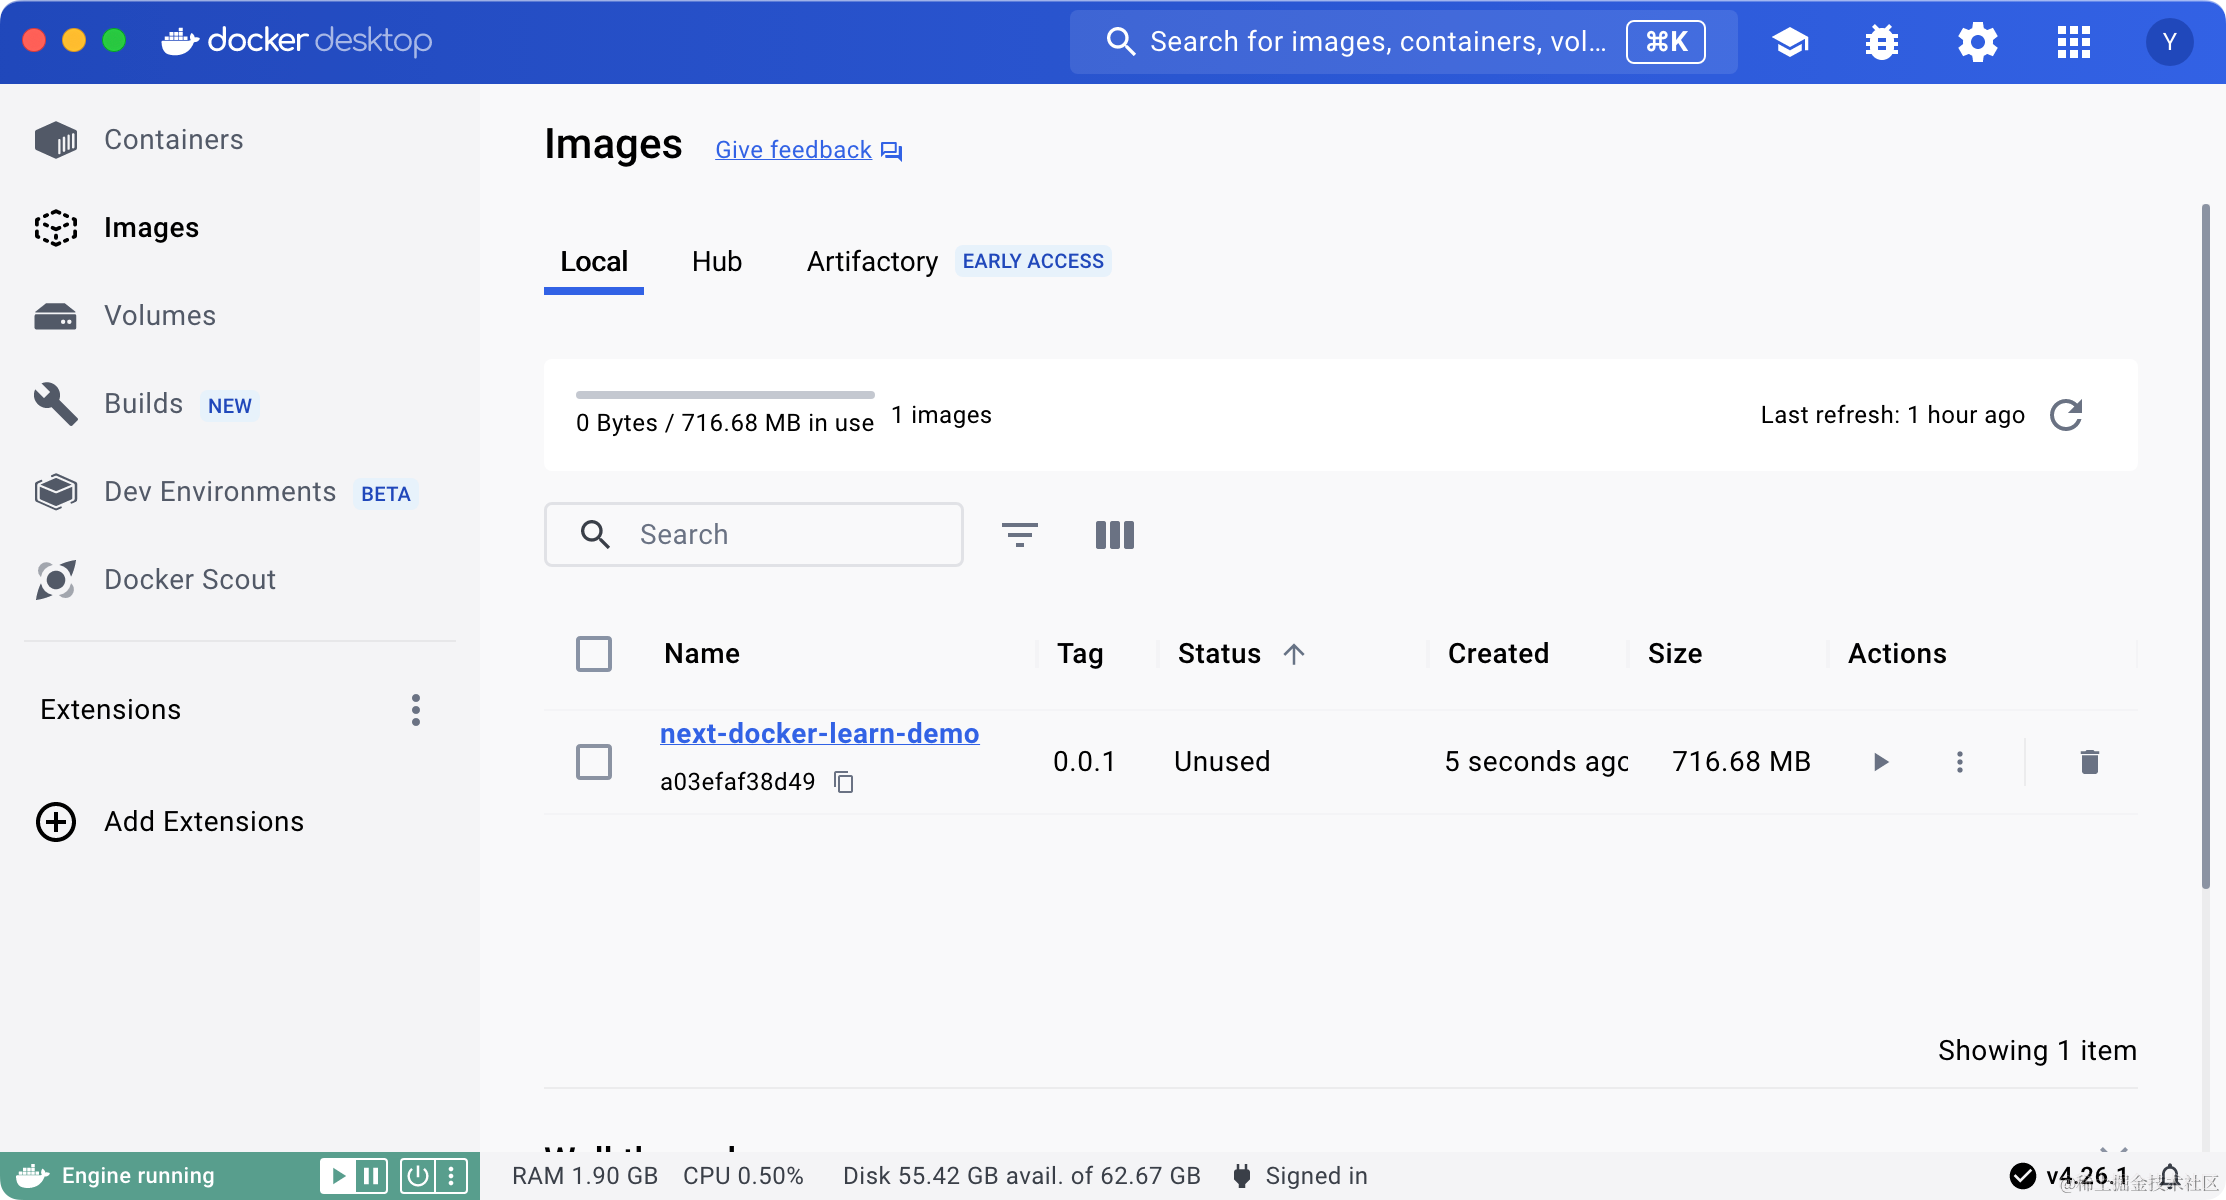 docker desktop
Search for images, containers, vol... ⌘K
Y
Containers
Images
Volumes
Builds NEW
Dev Environments BETA
Docker Scout
Extensions
Add Extensions
Images Give feedback
Local Hub Artifactory EARLY ACCESS
0 Bytes / 716.68 MB in use 1 images
Last refresh: 1 hour ago
Search
Name Tag Status Created Size Actions
next-docker-learn-demo
a03efaf38d49
0.0.1 Unused 5 seconds ago 716.68 MB
Showing 1 item
Engine running
RAM 1.90 GB CPU 0.50% Disk 55.42 GB avail. of 62.67 GB Signed in
v4.26.1
@稀土掘金技术社区